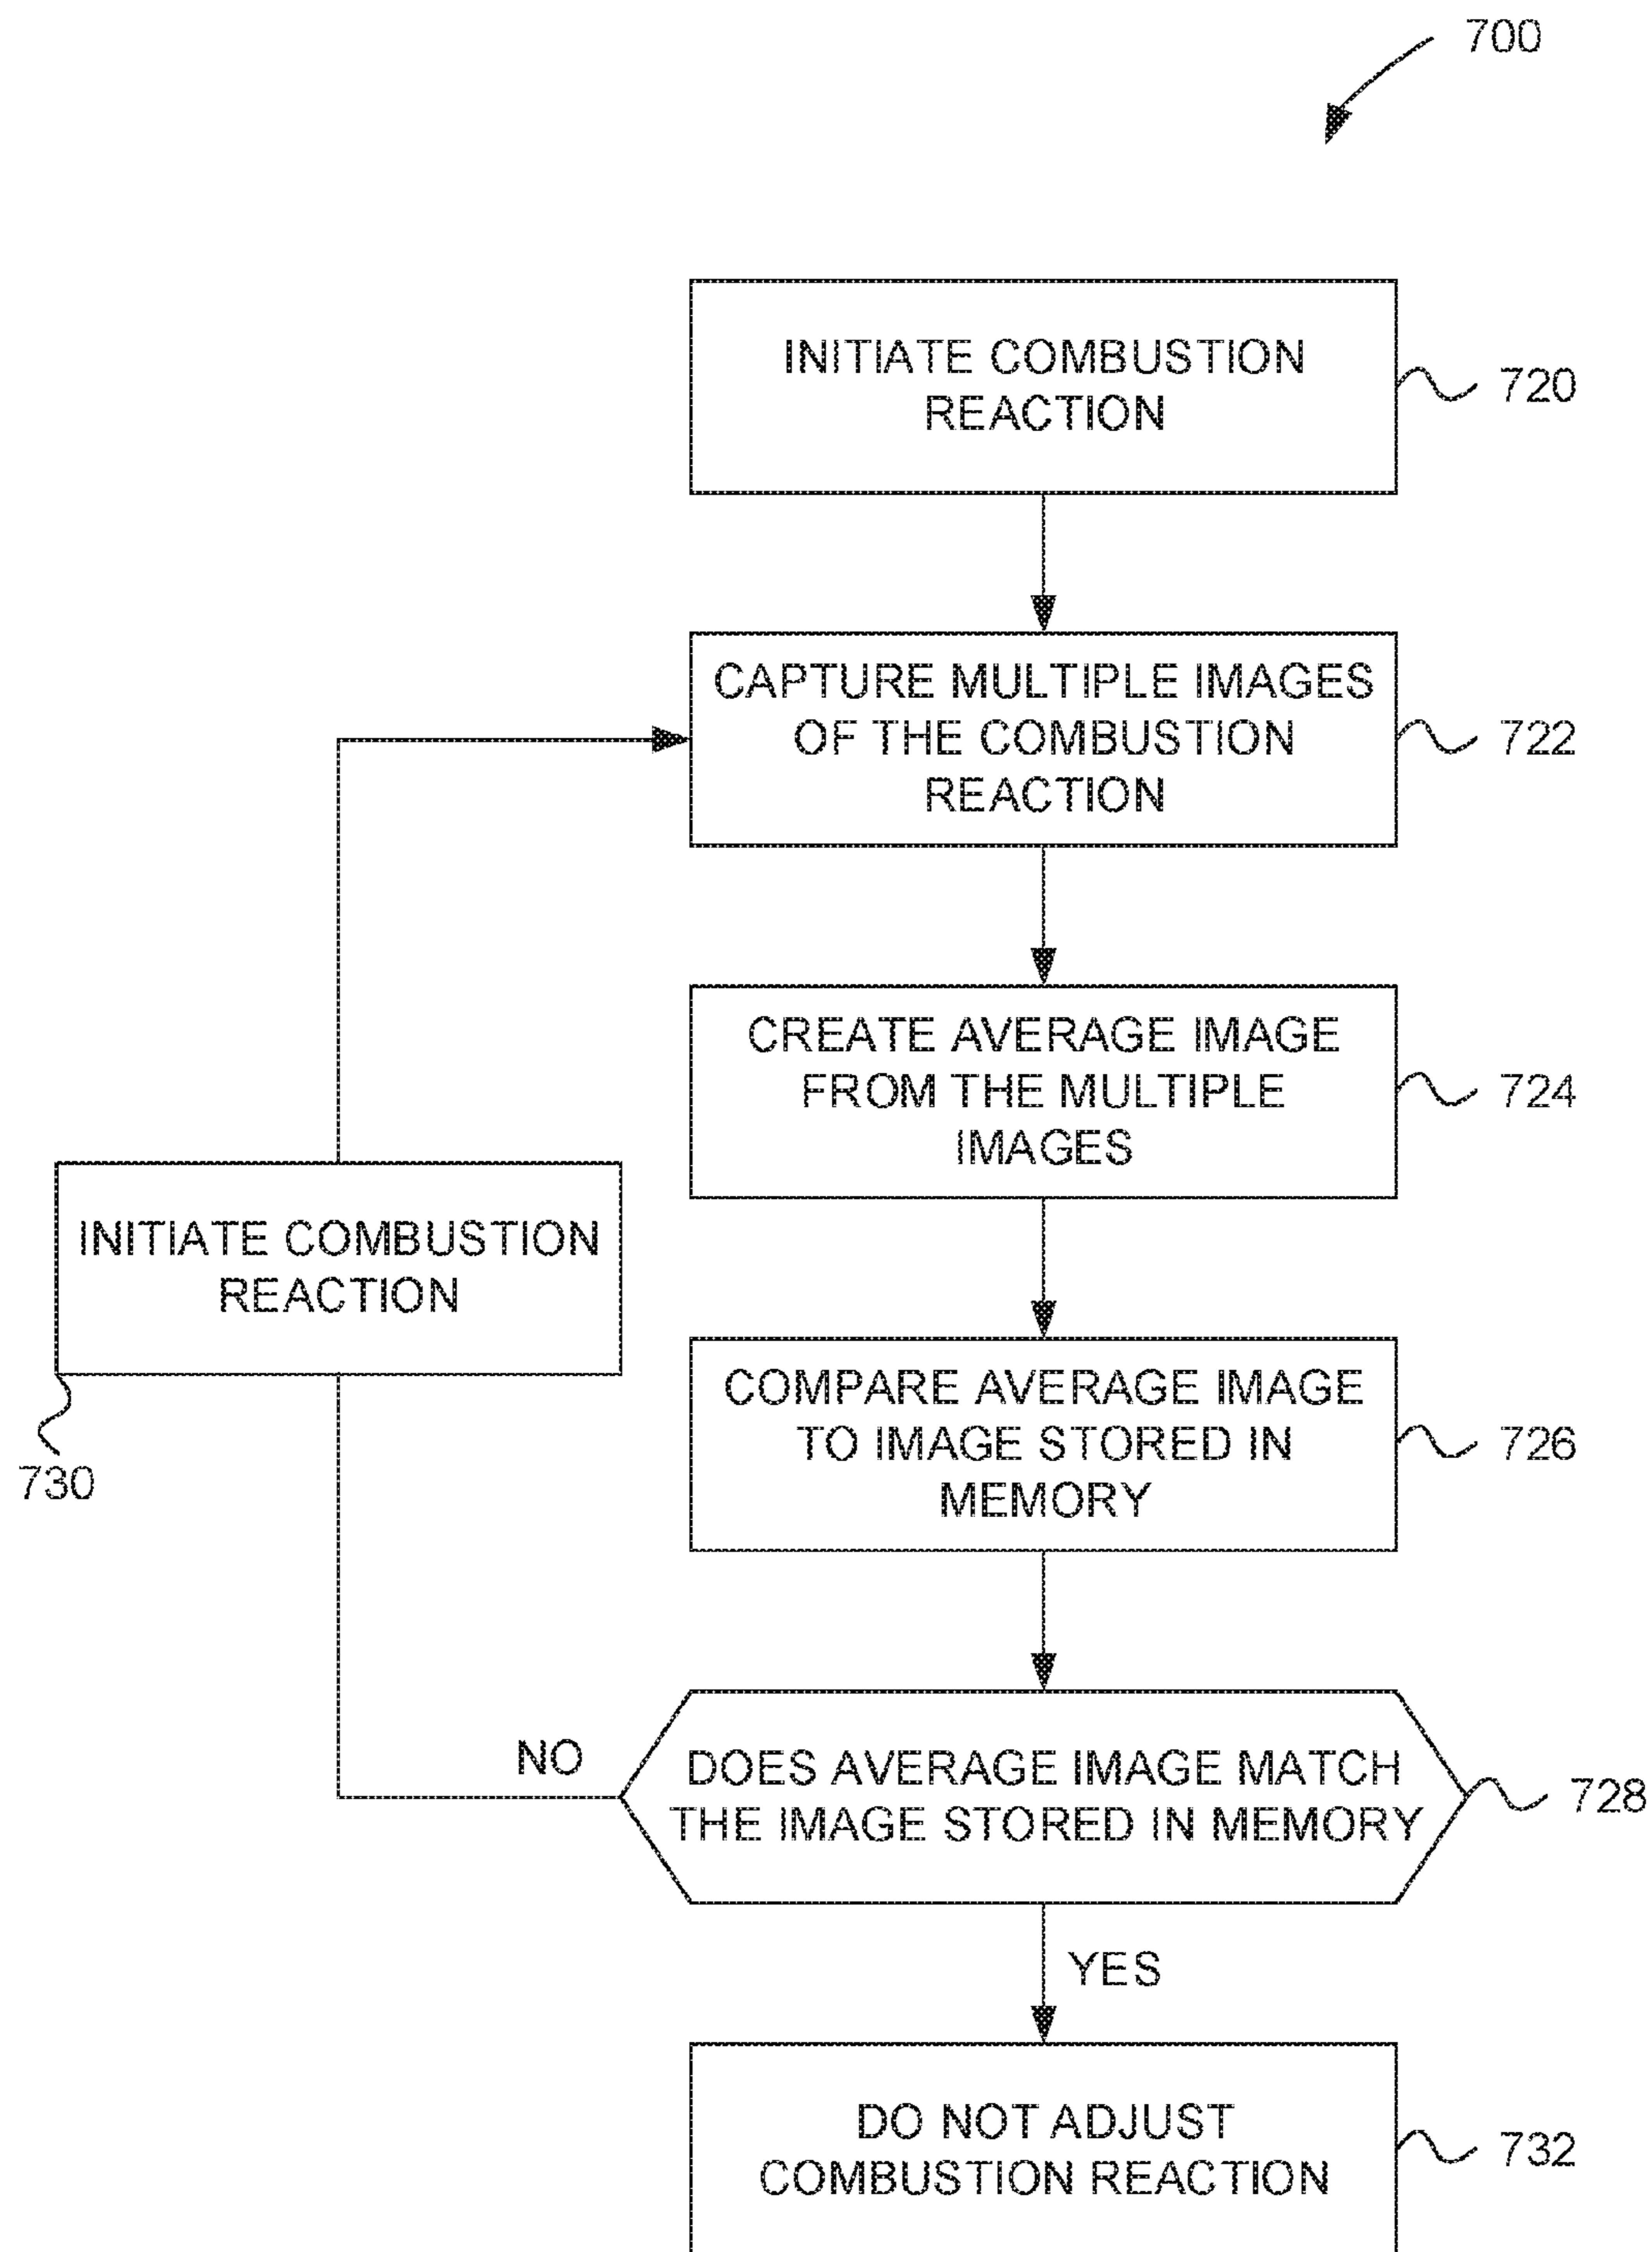 700
INITIATE COMBUSTION
REACTION
720
CAPTURE MULTIPLE IMAGES
OF THE COMBUSTION
REACTION
722
CREATE AVERAGE IMAGE
FROM THE MULTIPLE
IMAGES
724
INITIATE COMBUSTION
REACTION
730
COMPARE AVERAGE IMAGE
TO IMAGE STORED IN
MEMORY
726
NO
DOES AVERAGE IMAGE MATCH
THE IMAGE STORED IN MEMORY
728
YES
DO NOT ADJUST
COMBUSTION REACTION
732